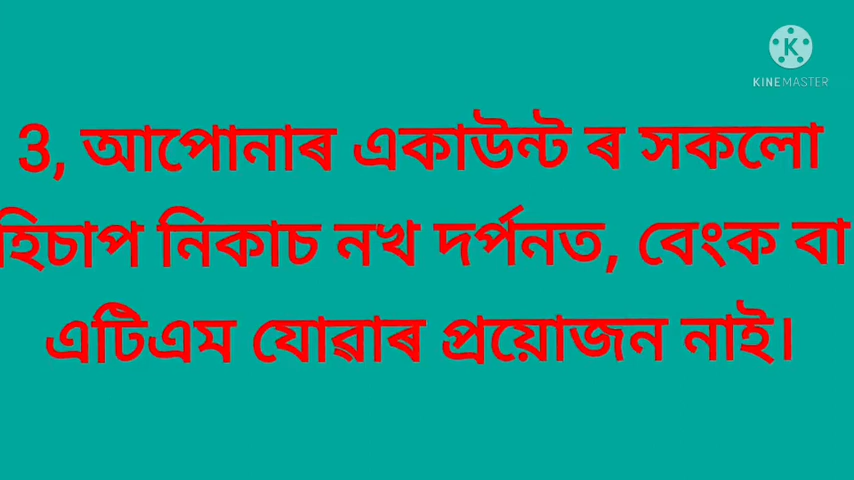 KINEMASTER
3, আপোনাৰ একাউন্ট ৰ সকলো
হিচাপ নিকাচ নখ দৰ্পনত, বেংক বা
এটিএম যোৱাৰ প্ৰয়োজন নাই।